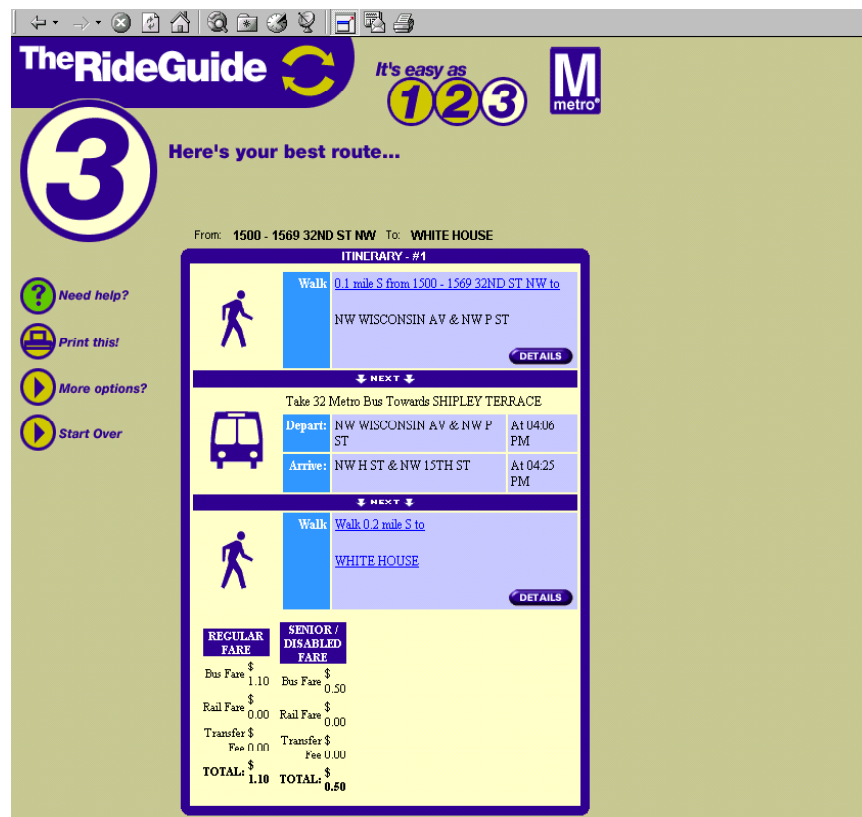 TheRideGuide
It's easy as
1 2 3
M
metro®
3
Here's your best route...
From: 1500 - 1569 32ND ST NW To: WHITE HOUSE
ITINERARY - #1
Walk 0.1 mile S from 1500 - 1569 32ND ST NW to
NW WISCONSIN AV & NW P ST
DETAILS
? Need help?
Print this!
More options?
Start Over
NEXT
Take 32 Metro Bus Towards SHIPLEY TERRACE
Depart: NW WISCONSIN AV & NW P At 04:06
ST PM
Arrive: NW H ST & NW 15TH ST At 04:25
PM
NEXT
Walk Walk 0.2 mile S to
WHITE HOUSE
DETAILS
REGULAR
FARE
Bus Fare $
1.10
Rail Fare $
0.00
Transfer $
Fee 0.00
TOTAL: $
1.10
SENIOR /
DISABLED
FARE
Bus Fare $
0.50
Rail Fare $
0.00
Transfer $
Fee 0.00
TOTAL: $
0.50